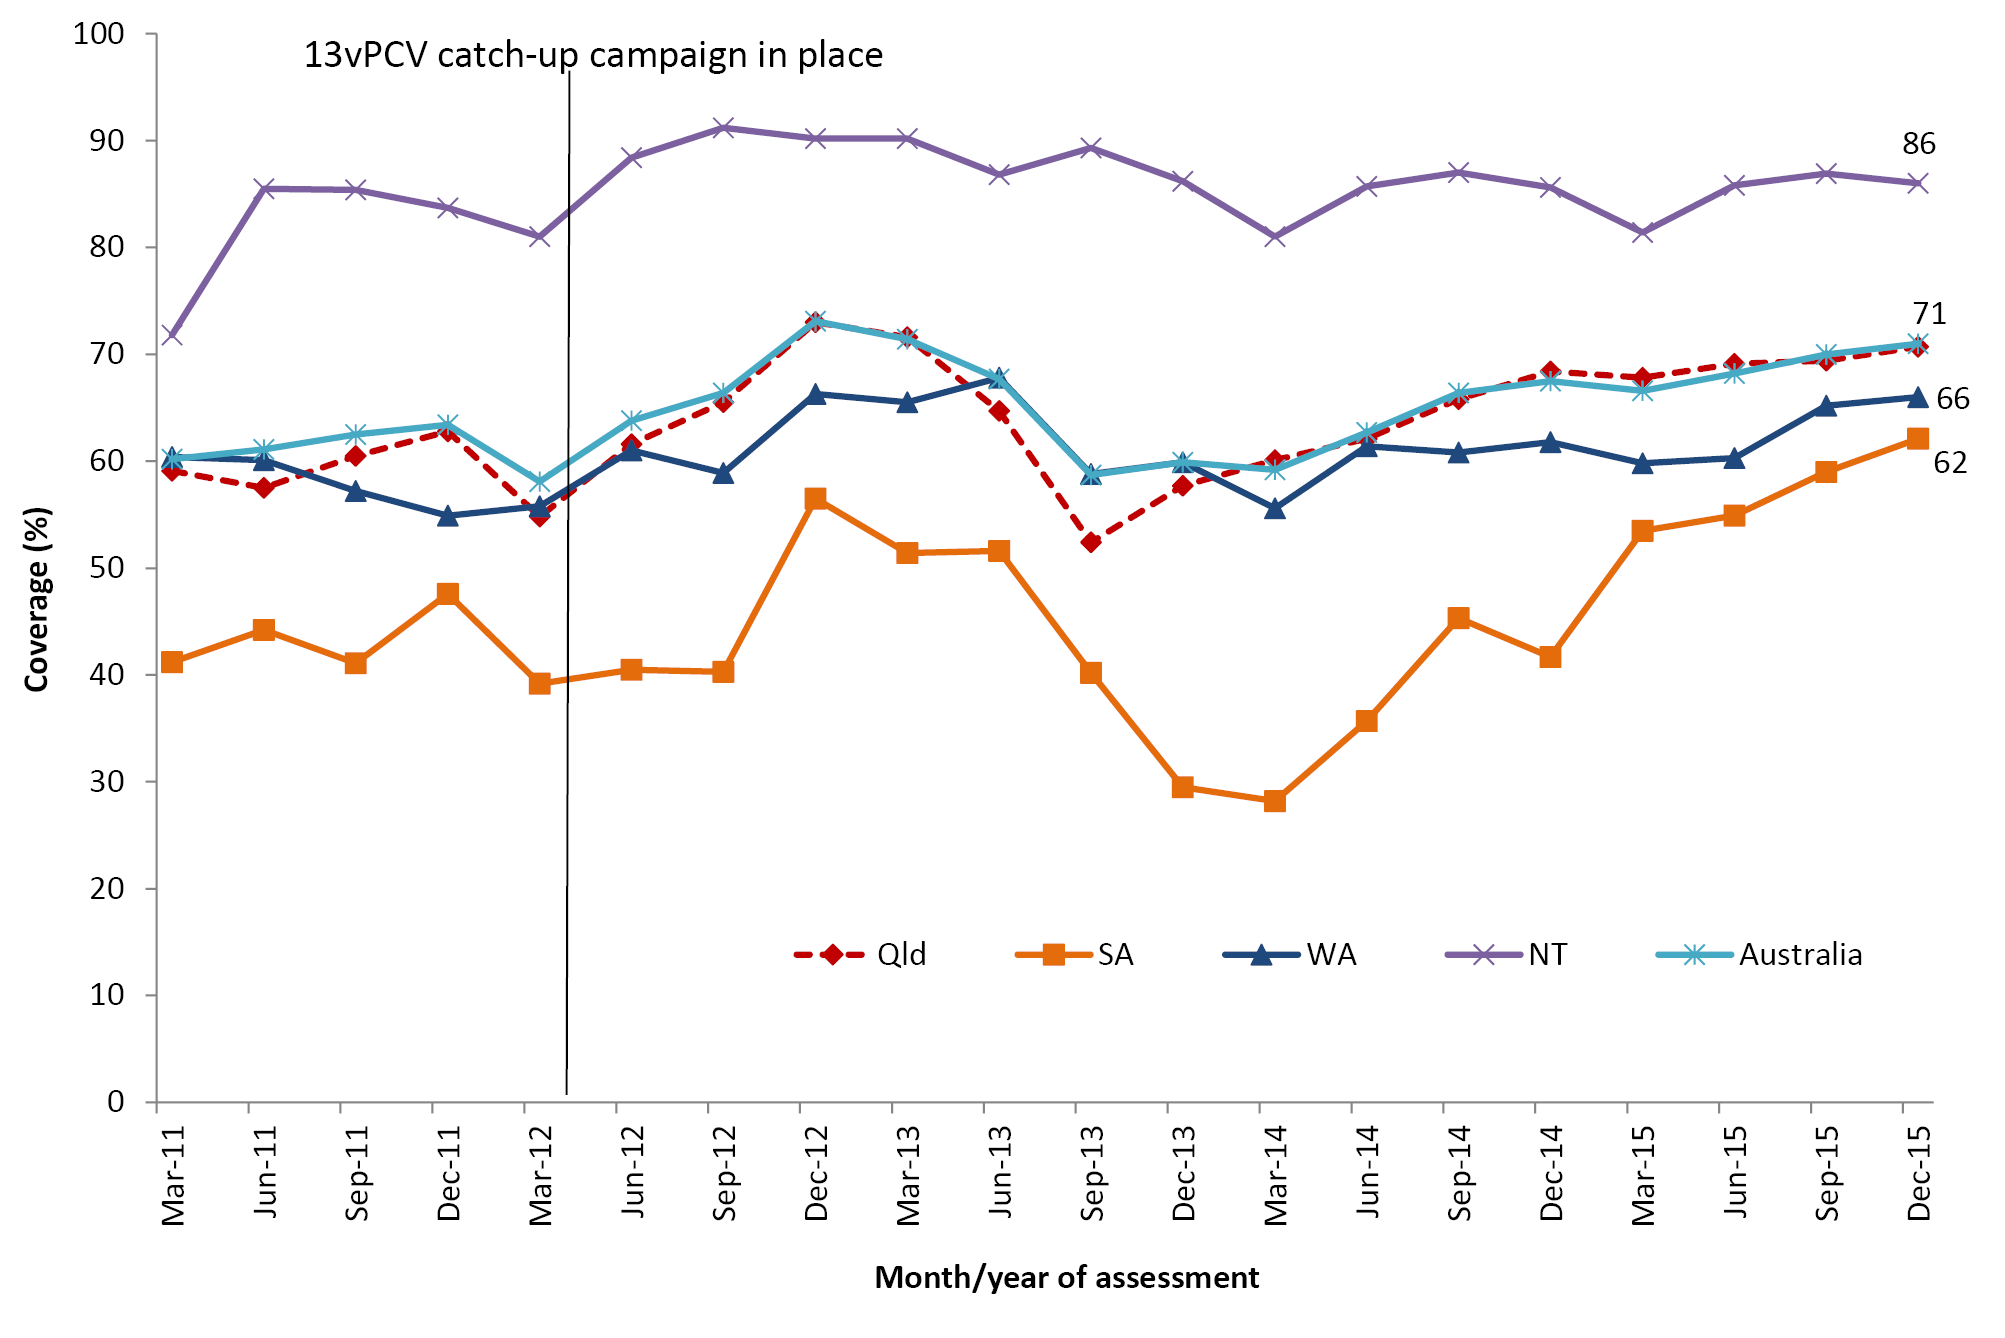 13vPCV catch-up campaign in place
Coverage (%)
100
90
80
70
60
50
40
30
20
10
0
86
71
66
62
Qld SA WA NT Australia
Mar-11
Jun-11
Sep-11
Dec-11
Mar-12
Jun-12
Sep-12
Dec-12
Mar-13
Jun-13
Sep-13
Dec-13
Mar-14
Jun-14
Sep-14
Dec-14
Mar-15
Jun-15
Sep-15
Dec-15
Month/year of assessment